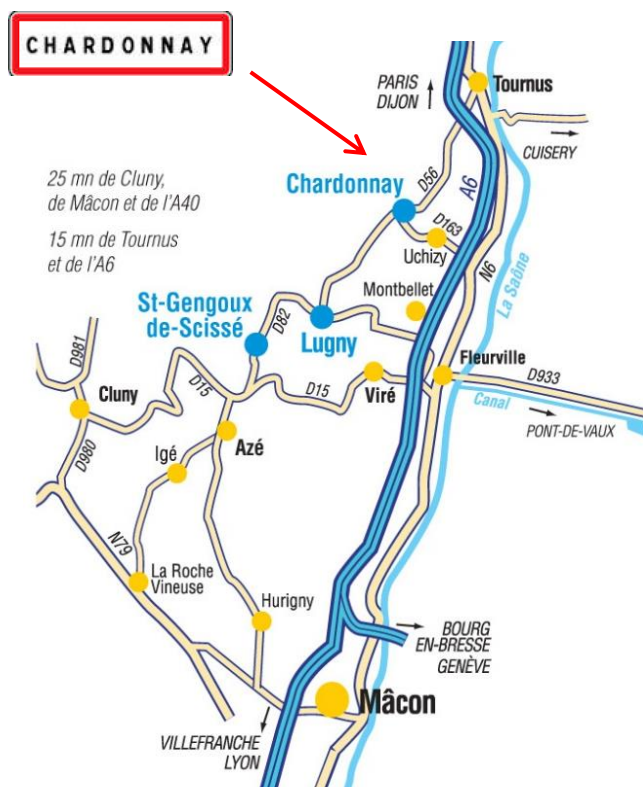 CHARDONNAY
PARIS
DIJON
Tournus
CUISERY
25 mn de Cluny,
de Mâcon et de l'A40
15 mn de Tournus
et de l'A6
Chardonnay
D56
A6
D163
Uchizy
N6
La Saône
Montbellet
St-Gengoux
de-Scissé
D82
Lugny
D981
Cluny
D15
D15
Viré
Fleurville
D933
Canal
PONT-DE-VAUX
D980
Igé
Azé
N79
La Roche
Vineuse
Hurigny
BOURG
EN-BRESSE
GENÈVE
Mâcon
VILLEFRANCHE
LYON